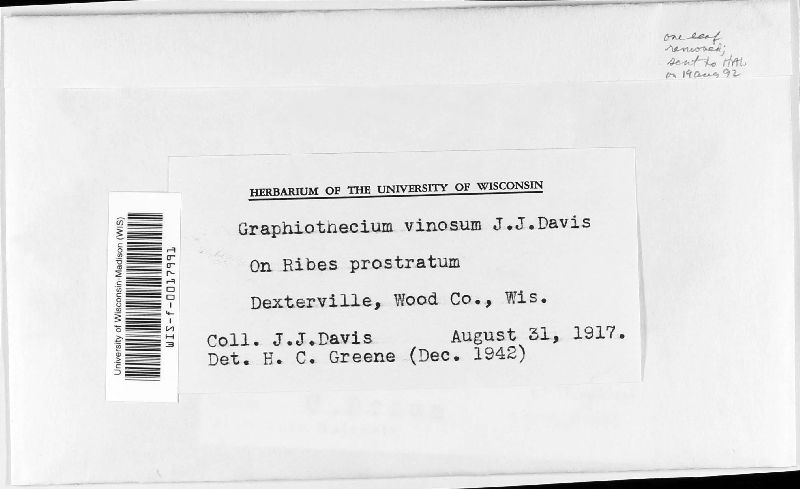 one leaf
removed;
sent to HAL
on 19 aug 92
HERBARIUM OF THE UNIVERSITY OF WISCONSIN
Graphiothecium vinosum J.J.Davis
On Ribes prostratum
Dexterville, Wood Co., Wis.
Coll. J.J.Davis August 31, 1917.
Det. H. C. Greene (Dec. 1942)
University of Wisconsin-Madison (WIS)
WIS-f-0017991